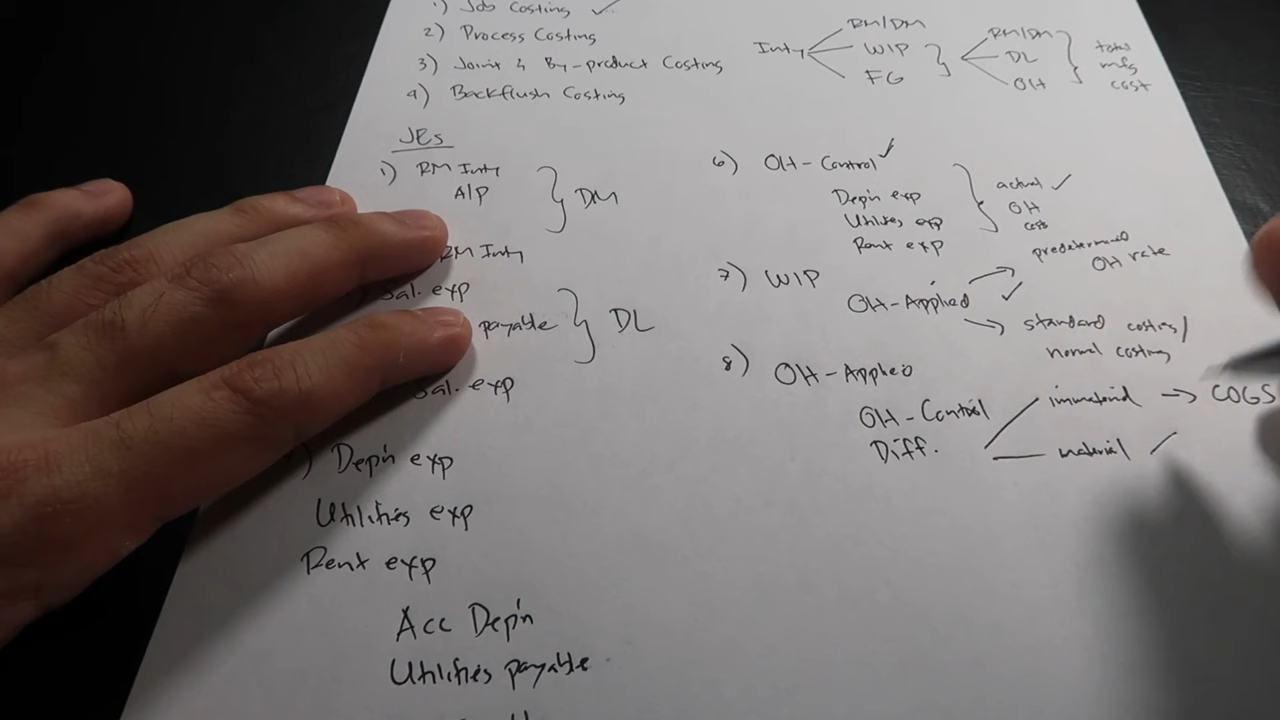 1) Job Costing ✓
2) Process Costing
3) Joint & By-product Costing
4) Backflush Costing
Inty
RM/DM
WIP
FG
RM/DM
DL
OH
total
mfg
cost
JEs
1) RM Inty
A/P
DM
RM Inty
Sal. exp
payable
DL
Sal. exp
) Dep'n exp
Utilities exp
Rent exp
Acc Dep'n
Utilities payable
6) OH-Control ✓
Dep'n exp
Utilities exp
Rent exp
actual ✓
OH
costs
7) WIP
OH-Applied ✓
predetermined
OH rate
standard costing/
normal costing
8) OH-Applied
OH-Control
Diff.
immaterial → COGS
material